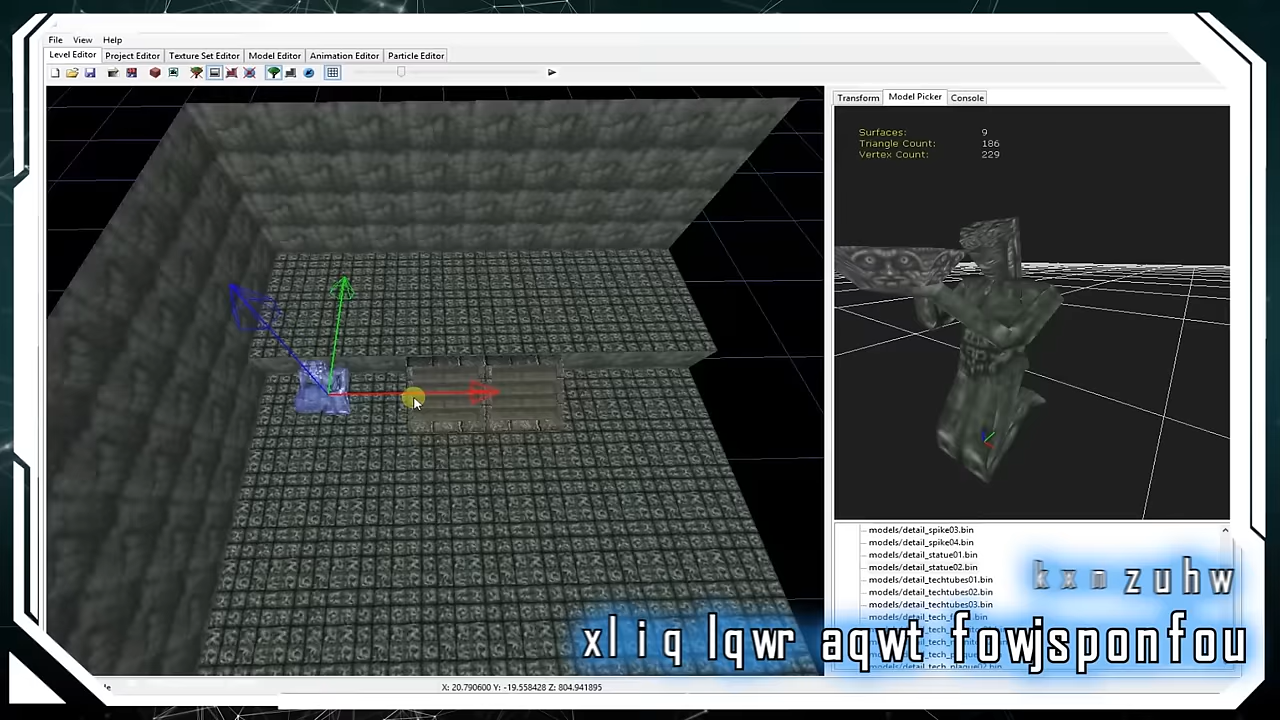 File View Help
Level Editor Project Editor Texture Set Editor Model Editor Animation Editor Particle Editor
Transform Model Picker Console
Surfaces: 9
Triangle Count: 186
Vertex Count: 229
models/detail_spike03.bin
models/detail_spike04.bin
models/detail_statue01.bin
models/detail_statue02.bin
models/detail_techtubes01.bin
models/detail_techtubes02.bin
models/detail_techtubes03.bin
kxnzuhw
xliq lqwr aqwt fowjsponfou
X: 20.790600 Y: -19.558428 Z: 804.941895